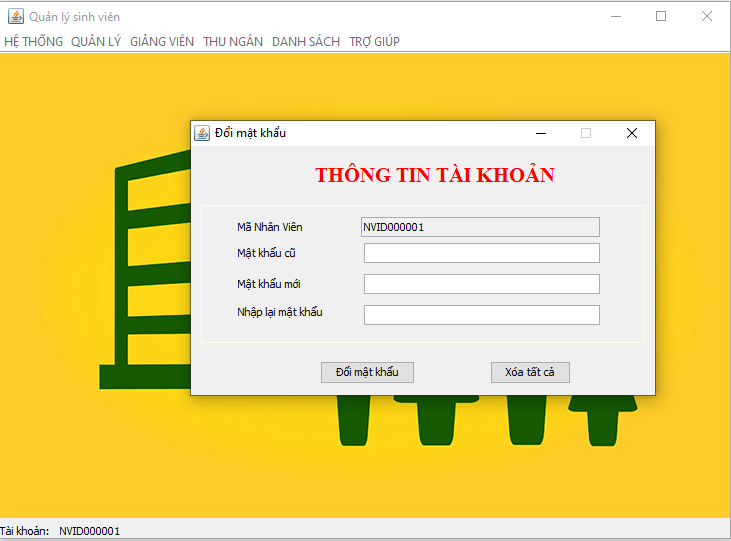 Quản lý sinh viên
HỆ THỐNG QUẢN LÝ GIẢNG VIÊN THU NGÂN DANH SÁCH TRỢ GIÚP
Đổi mật khẩu
THÔNG TIN TÀI KHOẢN
Mã Nhân Viên NVID000001
Mật khẩu cũ
Mật khẩu mới
Nhập lại mật khẩu
Đổi mật khẩu Xóa tất cả
Tài khoản: NVID000001